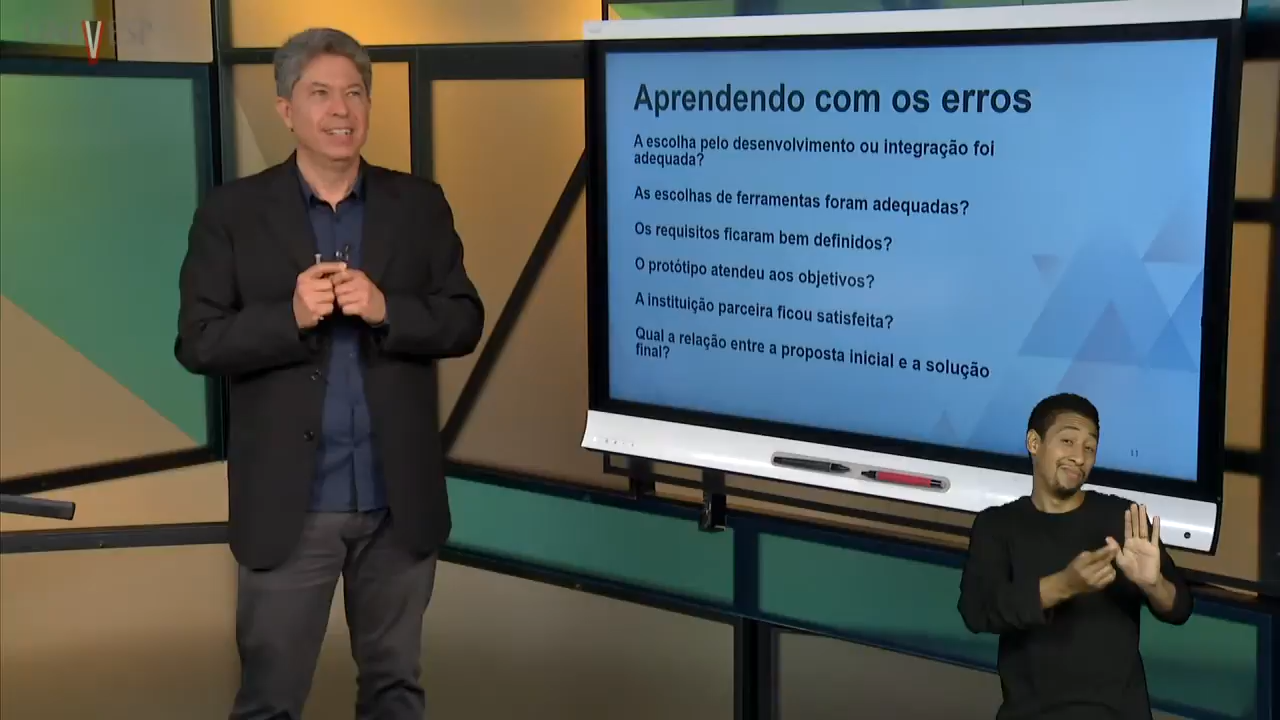 Aprendendo com os erros
A escolha pelo desenvolvimento ou integração foi
adequada?
As escolhas de ferramentas foram adequadas?
Os requisitos ficaram bem definidos?
O protótipo atendeu aos objetivos?
A instituição parceira ficou satisfeita?
Qual a relação entre a proposta inicial e a solução
final?
11